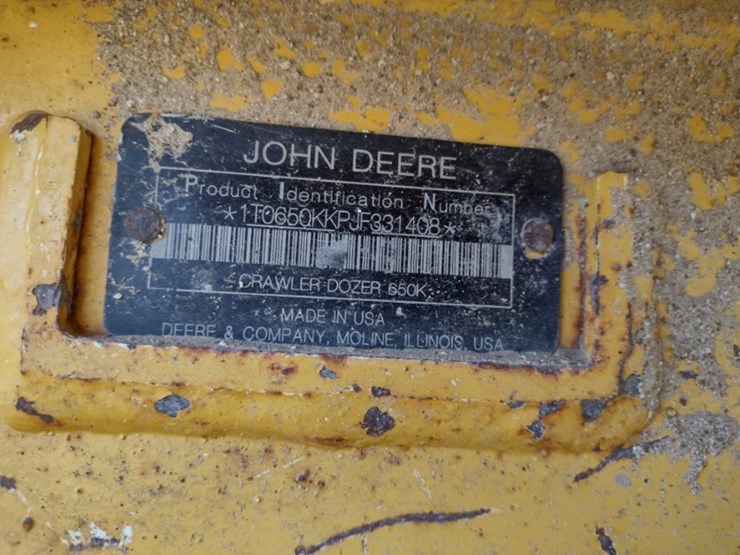 JOHN DEERE
Product Identification Number
*1T0650KKPJF331408*
CRAWLER DOZER 650K
MADE IN USA
DEERE & COMPANY, MOLINE, ILLINOIS, USA